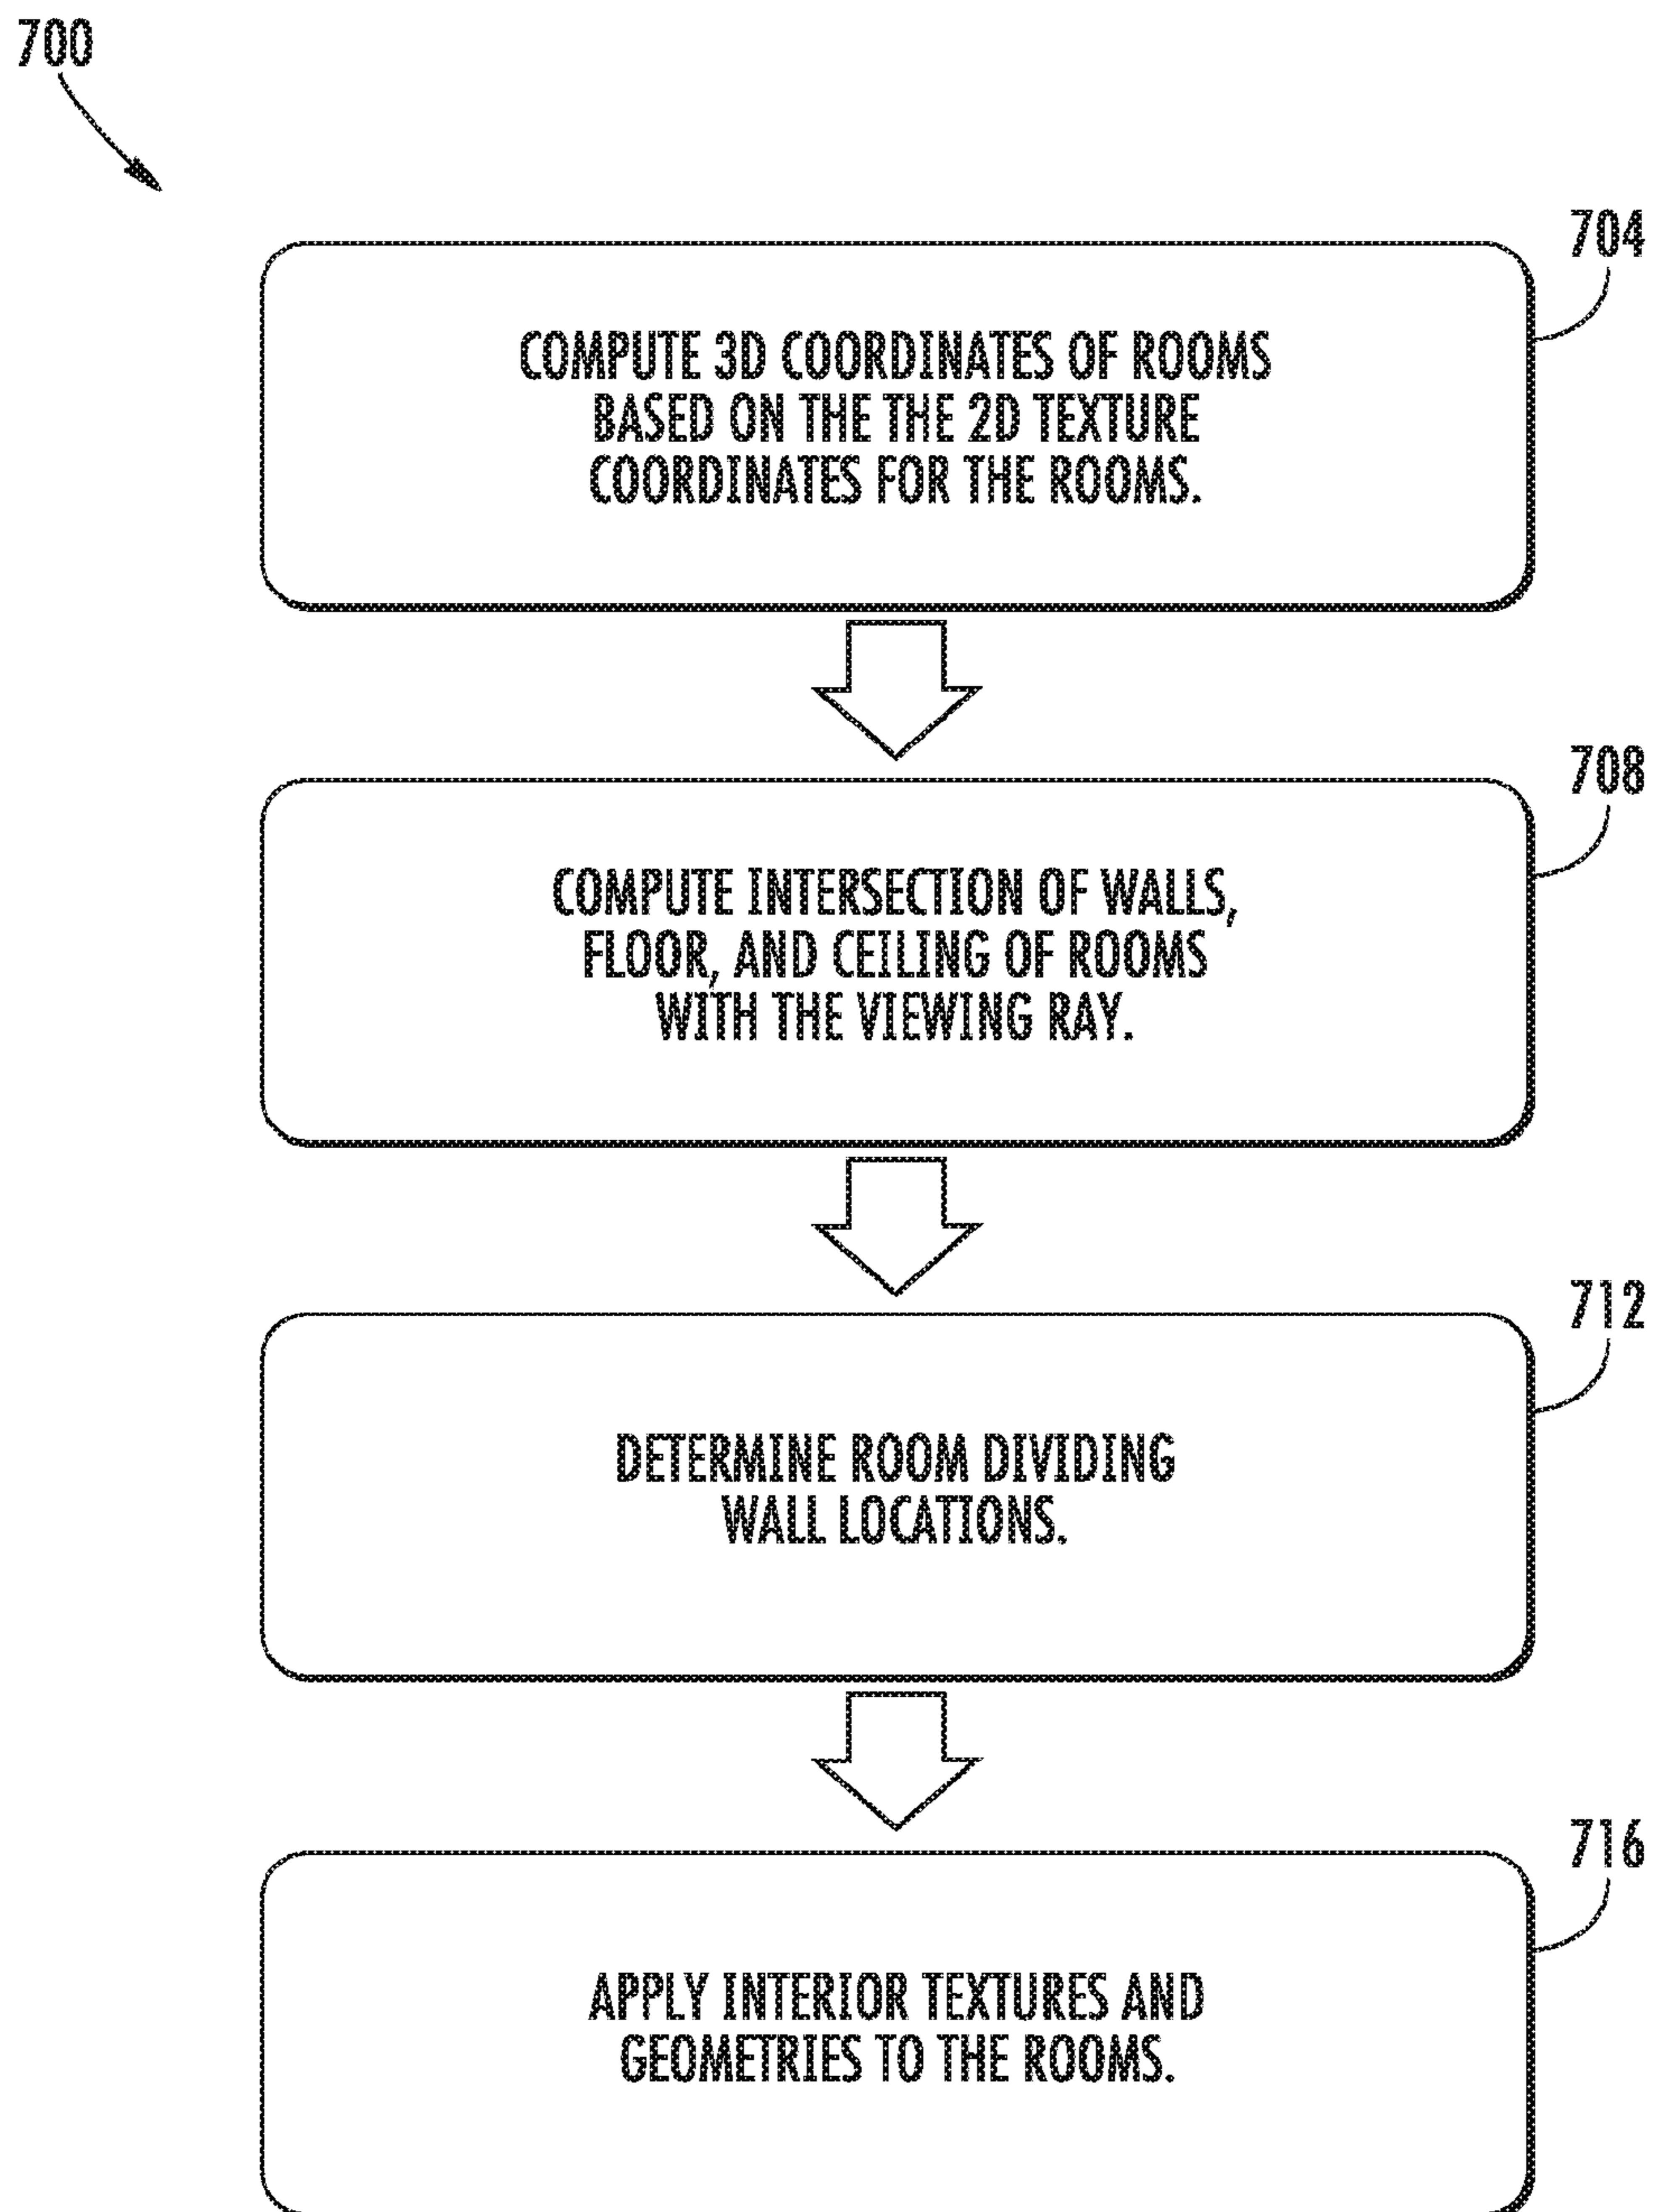 700
704
COMPUTE 3D COORDINATES OF ROOMS
BASED ON THE THE 2D TEXTURE
COORDINATES FOR THE ROOMS.
708
COMPUTE INTERSECTION OF WALLS,
FLOOR, AND CEILING OF ROOMS
WITH THE VIEWING RAY.
712
DETERMINE ROOM DIVIDING
WALL LOCATIONS.
716
APPLY INTERIOR TEXTURES AND
GEOMETRIES TO THE ROOMS.